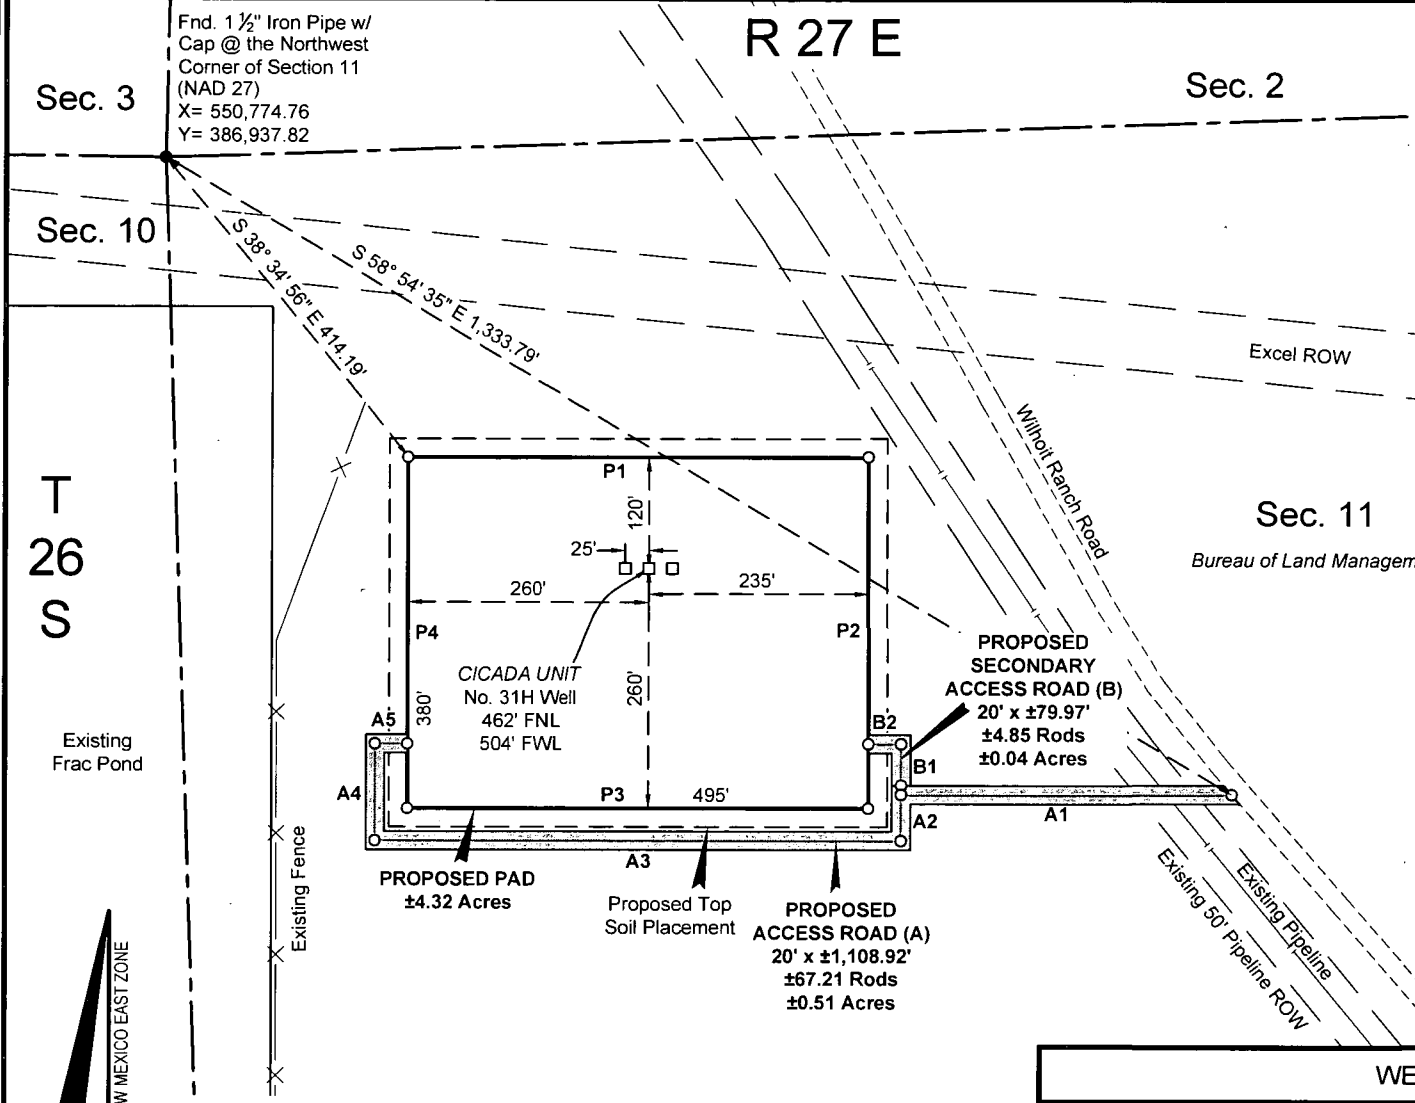 Fnd. 1 ½" Iron Pipe w/
Cap @ the Northwest
Corner of Section 11
(NAD 27)
X= 550,774.76
Y= 386,937.82
R 27 E
Sec. 3
Sec. 2
Sec. 10
S 38° 34' 56" E 414.19'
S 58° 54' 35" E 1,333.79'
Excel ROW
Wilhoit Ranch Road
T
26
S
Sec. 11
Bureau of Land Managem
P1
120'
25'
260'
235'
P4
P2
CICADA UNIT
No. 31H Well
462' FNL
504' FWL
380'
260'
PROPOSED
SECONDARY
ACCESS ROAD (B)
20' x ±79.97'
±4.85 Rods
±0.04 Acres
A5
B2
B1
Existing
Frac Pond
A4
P3
495'
A2
A1
A3
PROPOSED PAD
±4.32 Acres
Proposed Top
Soil Placement
PROPOSED
ACCESS ROAD (A)
20' x ±1,108.92'
±67.21 Rods
±0.51 Acres
Existing Fence
Existing Pipeline
Existing 50' Pipeline ROW
W MEXICO EAST ZONE
WE